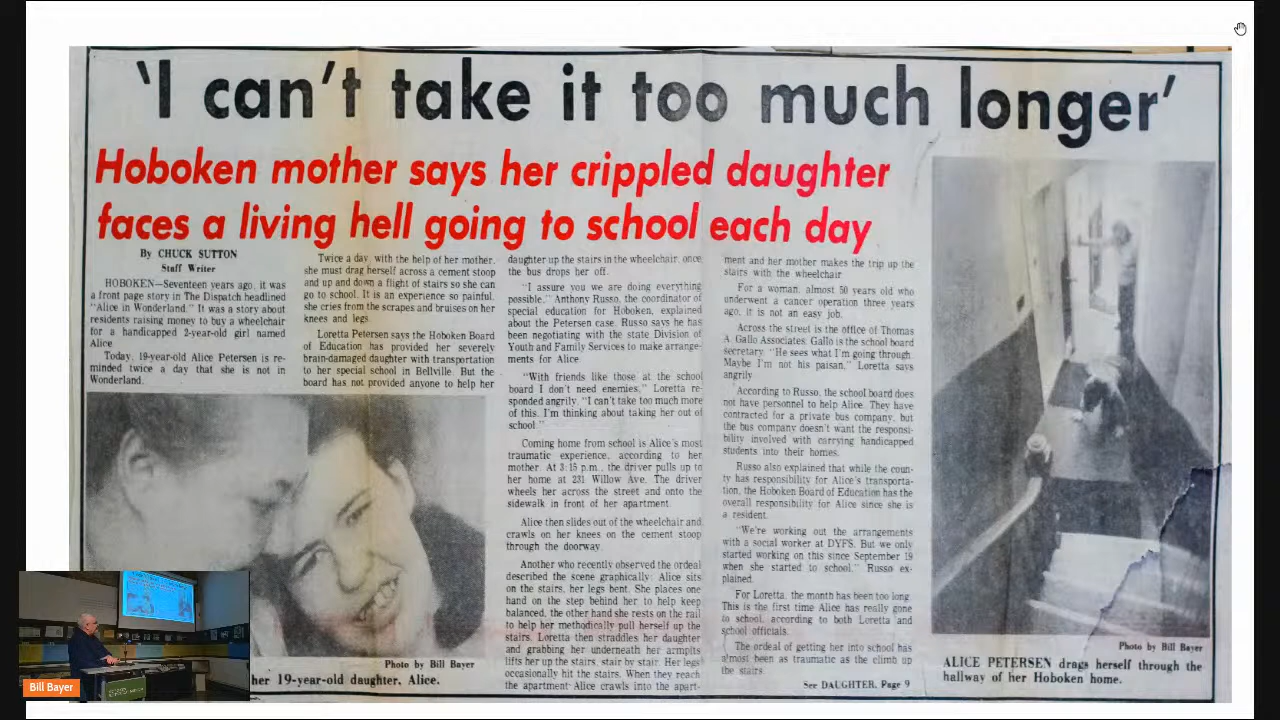 'I can't take it too much longer'
Hoboken mother says her crippled daughter
faces a living hell going to school each day
By CHUCK SUTTON
Staff Writer
HOBOKEN—Seventeen years ago, it was
a front page story in The Dispatch headlined
"Alice in Wonderland." It was a story about
residents raising money to buy a wheelchair
for a handicapped 2-year-old girl named
Alice
Today, 19-year-old Alice Petersen is re-
minded twice a day that she is not in
Wonderland.
Twice a day, with the help of her mother,
she must drag herself across a cement stoop
and up and down a flight of stairs so she can
go to school. It is an experience so painful,
she cries from the scrapes and bruises on her
knees and legs.
Loretta Petersen says the Hoboken Board
of Education has provided her severely
brain-damaged daughter with transportation
to her special school in Bellville. But the
board has not provided anyone to help her
daughter up the stairs in the wheelchair, once
the bus drops her off.
"I assure you we are doing everything
possible," Anthony Russo, the coordinator of
special education for Hoboken, explained
about the Petersen case. Russo says he has
been negotiating with the state Division of
Youth and Family Services to make arrange-
ments for Alice.
"With friends like those at the school
board I don't need enemies," Loretta re-
sponded angrily. "I can't take too much more
of this. I'm thinking about taking her out of
school."
Coming home from school is Alice's most
traumatic experience, according to her
mother. At 3:15 p.m., the driver pulls up to
her home at 231 Willow Ave. The driver
wheels her across the street and onto the
sidewalk in front of her apartment.
Alice then slides out of the wheelchair and
crawls on her knees on the cement stoop
through the doorway
Another who recently observed the ordeal
described the scene graphically: Alice sits
on the stairs, her legs bent. She places one
hand on the step behind her to help keep
balanced, the other hand she rests on the rail
to help her methodically pull herself up the
stairs. Loretta then straddles her daughter
and grabbing her underneath her armpits
lifts her up the stairs, stair by stair. Her legs
occasionally hit the stairs. When they reach
the apartment Alice crawls into the apart-
ment and her mother makes the trip up the
stairs with the wheelchair
For a woman, almost 50 years old who
underwent a cancer operation three years
ago, it is not an easy job.
Across the street is the office of Thomas
A. Gallo Associates. Gallo is the school board
secretary. "He sees what I'm going through.
Maybe I'm not his paisan," Loretta says
angrily.
According to Russo, the school board does
not have personnel to help Alice. They have
contracted for a private bus company, but
the bus company doesn't want the responsi-
bility involved with carrying handicapped
students into their homes.
Russo also explained that while the coun-
ty has responsibility for Alice's transporta-
tion, the Hoboken Board of Education has the
overall responsibility for Alice since she is
a resident.
"We're working out the arrangements
with a social worker at DYFS. But we only
started working on this since September 19
when she started to school," Russo ex-
plained.
For Loretta, the month has been too long.
This is the first time Alice has really gone
to school, according to both Loretta and
school officials.
The ordeal of getting her into school has
almost been as traumatic as the climb up
the stairs.
See DAUGHTER, Page 9
Photo by Bill Bayer
her 19-year-old daughter, Alice.
Photo by Bill Bayer
ALICE PETERSEN drags herself through the
hallway of her Hoboken home.
Bill Bayer